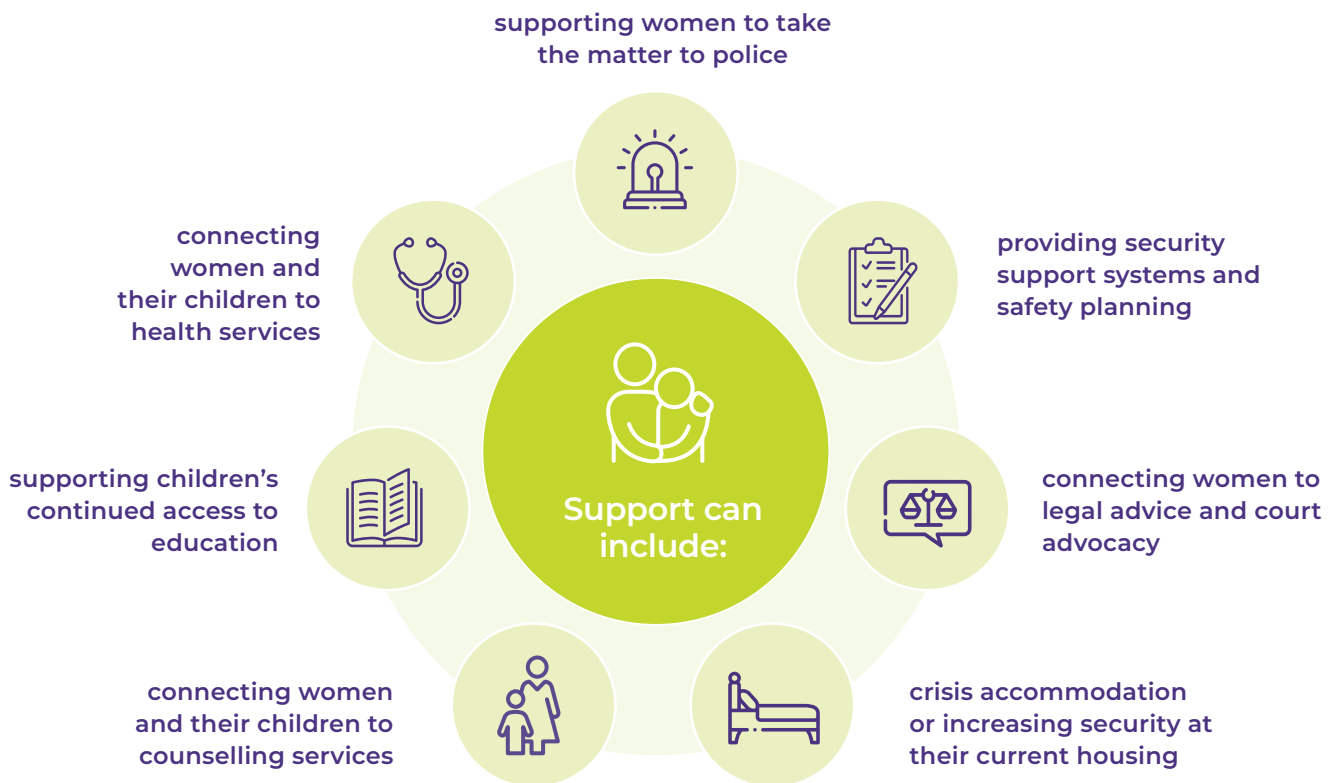 supporting women to take
the matter to police
connecting
women and
their children to
health services
providing security
support systems and
safety planning
Support can
include:
supporting children’s
continued access to
education
connecting women to
legal advice and court
advocacy
connecting women
and their children to
counselling services
crisis accommodation
or increasing security at
their current housing